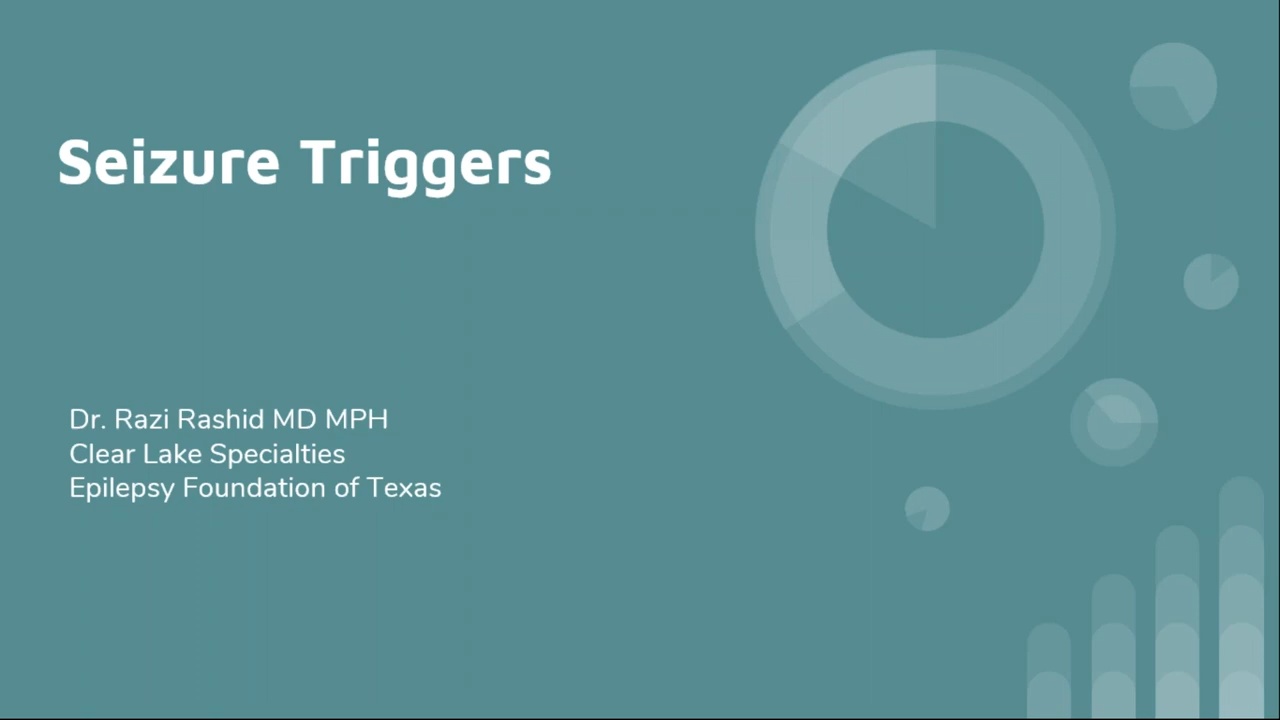 Seizure Triggers
Dr. Razi Rashid MD MPH
Clear Lake Specialties
Epilepsy Foundation of Texas